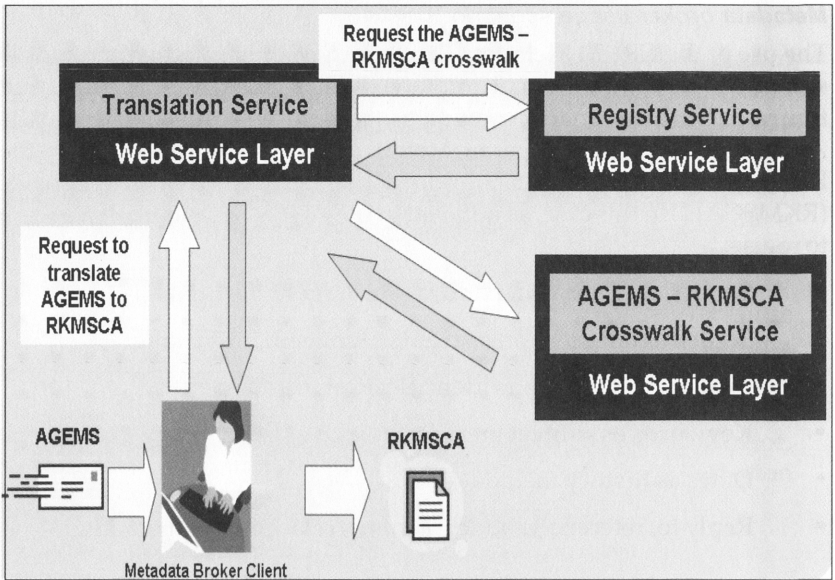 Request the AGEMS –
RKMSCA crosswalk
Translation Service
Web Service Layer
Registry Service
Web Service Layer
Request to
translate
AGEMS to
RKMSCA
AGEMS – RKMSCA
Crosswalk Service
Web Service Layer
AGEMS
RKMSCA
Metadata Broker Client